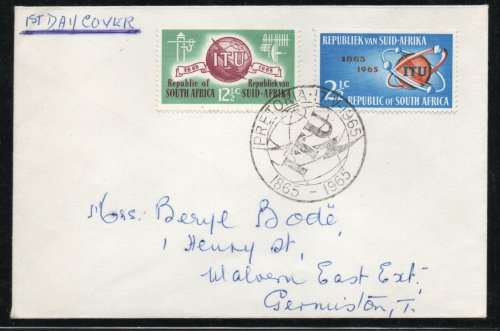 1ST DAY COVER
1865 1965
ITU
Republic of Republiek van
SOUTH AFRICA 12½c SUID-AFRIKA
REPUBLIEK VAN SUID-AFRIKA
1865
1965
ITU
2½c REPUBLIC OF SOUTH AFRICA
PRETORIA 1965
1865 - 1965
Mrs. Beryl Bodë,
1 Henry St,
Malvern East Ext;
Germiston, T.